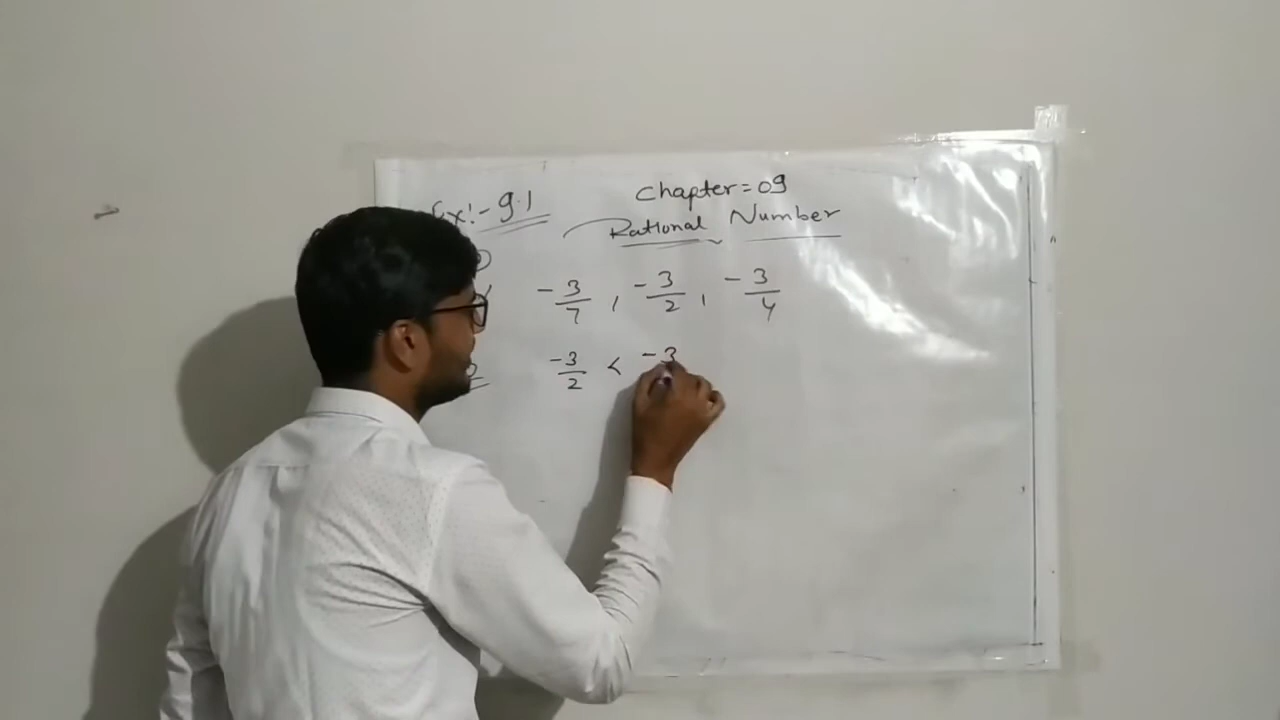 Chapter = 09
Ex:- 9.1
Rational Number
-3/7 , -3/2 , -3/4
-3/2 < -3